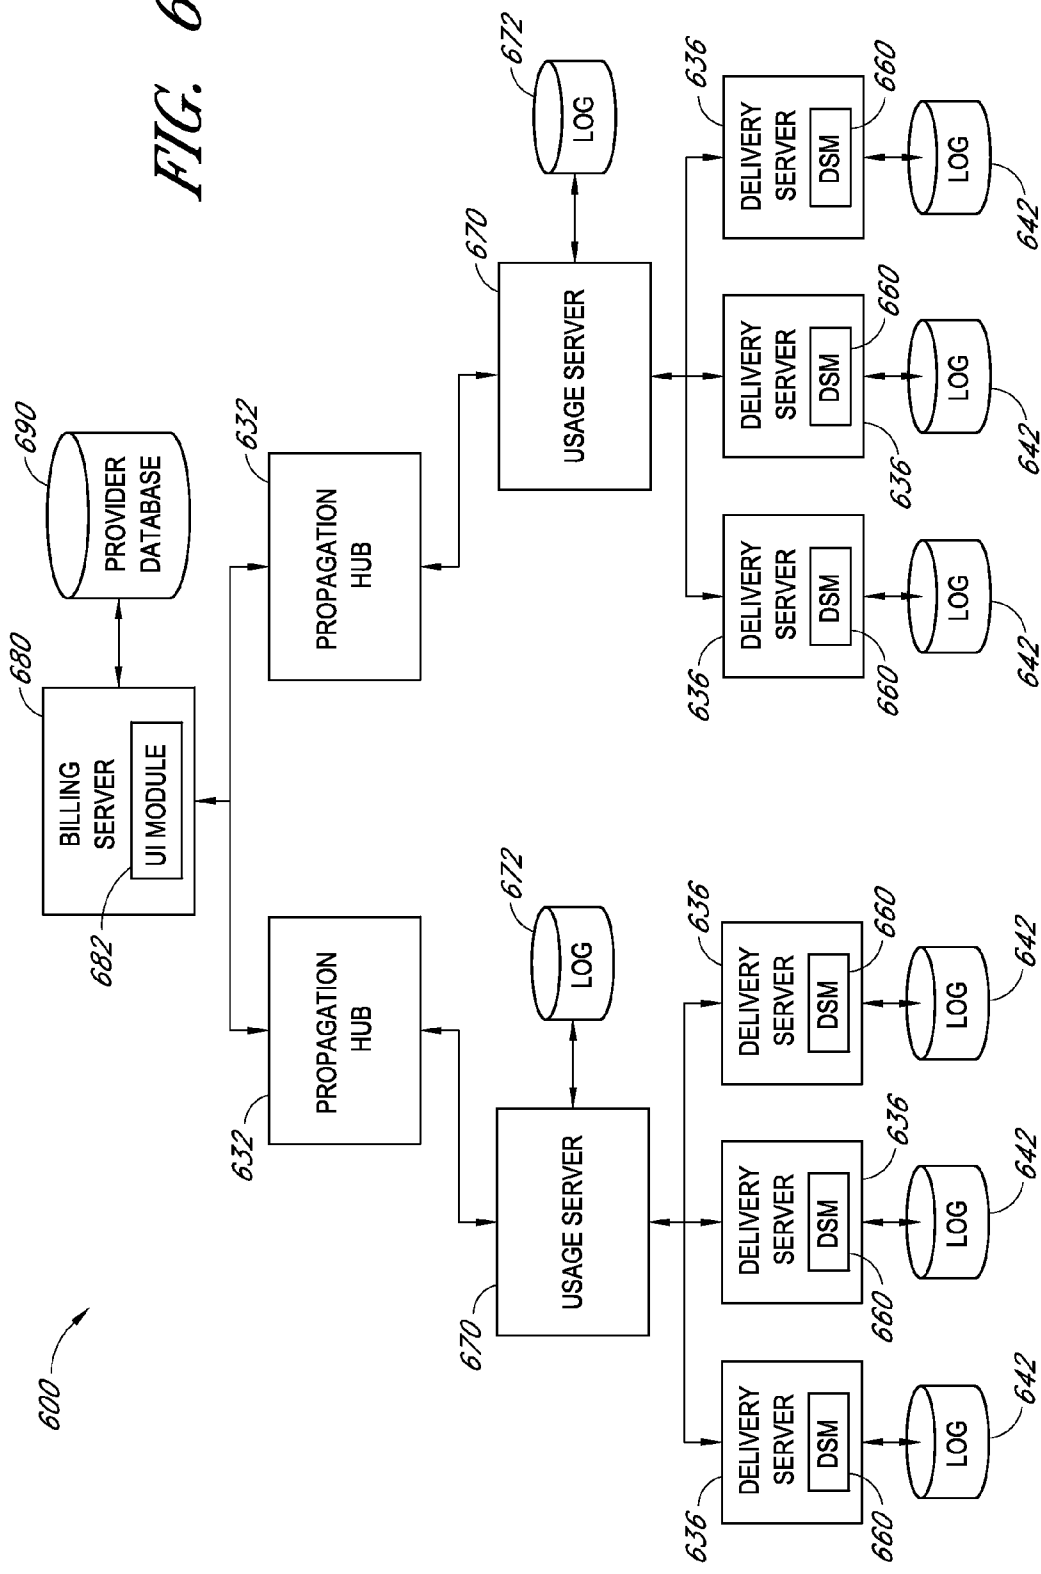 FIG. 6
600
BILLING
SERVER
UI MODULE
680
682
PROVIDER
DATABASE
690
PROPAGATION
HUB
632
PROPAGATION
HUB
632
USAGE SERVER
670
LOG
672
USAGE SERVER
670
LOG
672
DELIVERY
SERVER
DSM
636
660
LOG
642
DELIVERY
SERVER
DSM
636
660
LOG
642
DELIVERY
SERVER
DSM
636
660
LOG
642
DELIVERY
SERVER
DSM
636
660
LOG
642
DELIVERY
SERVER
DSM
636
660
LOG
642
DELIVERY
SERVER
DSM
636
660
LOG
642